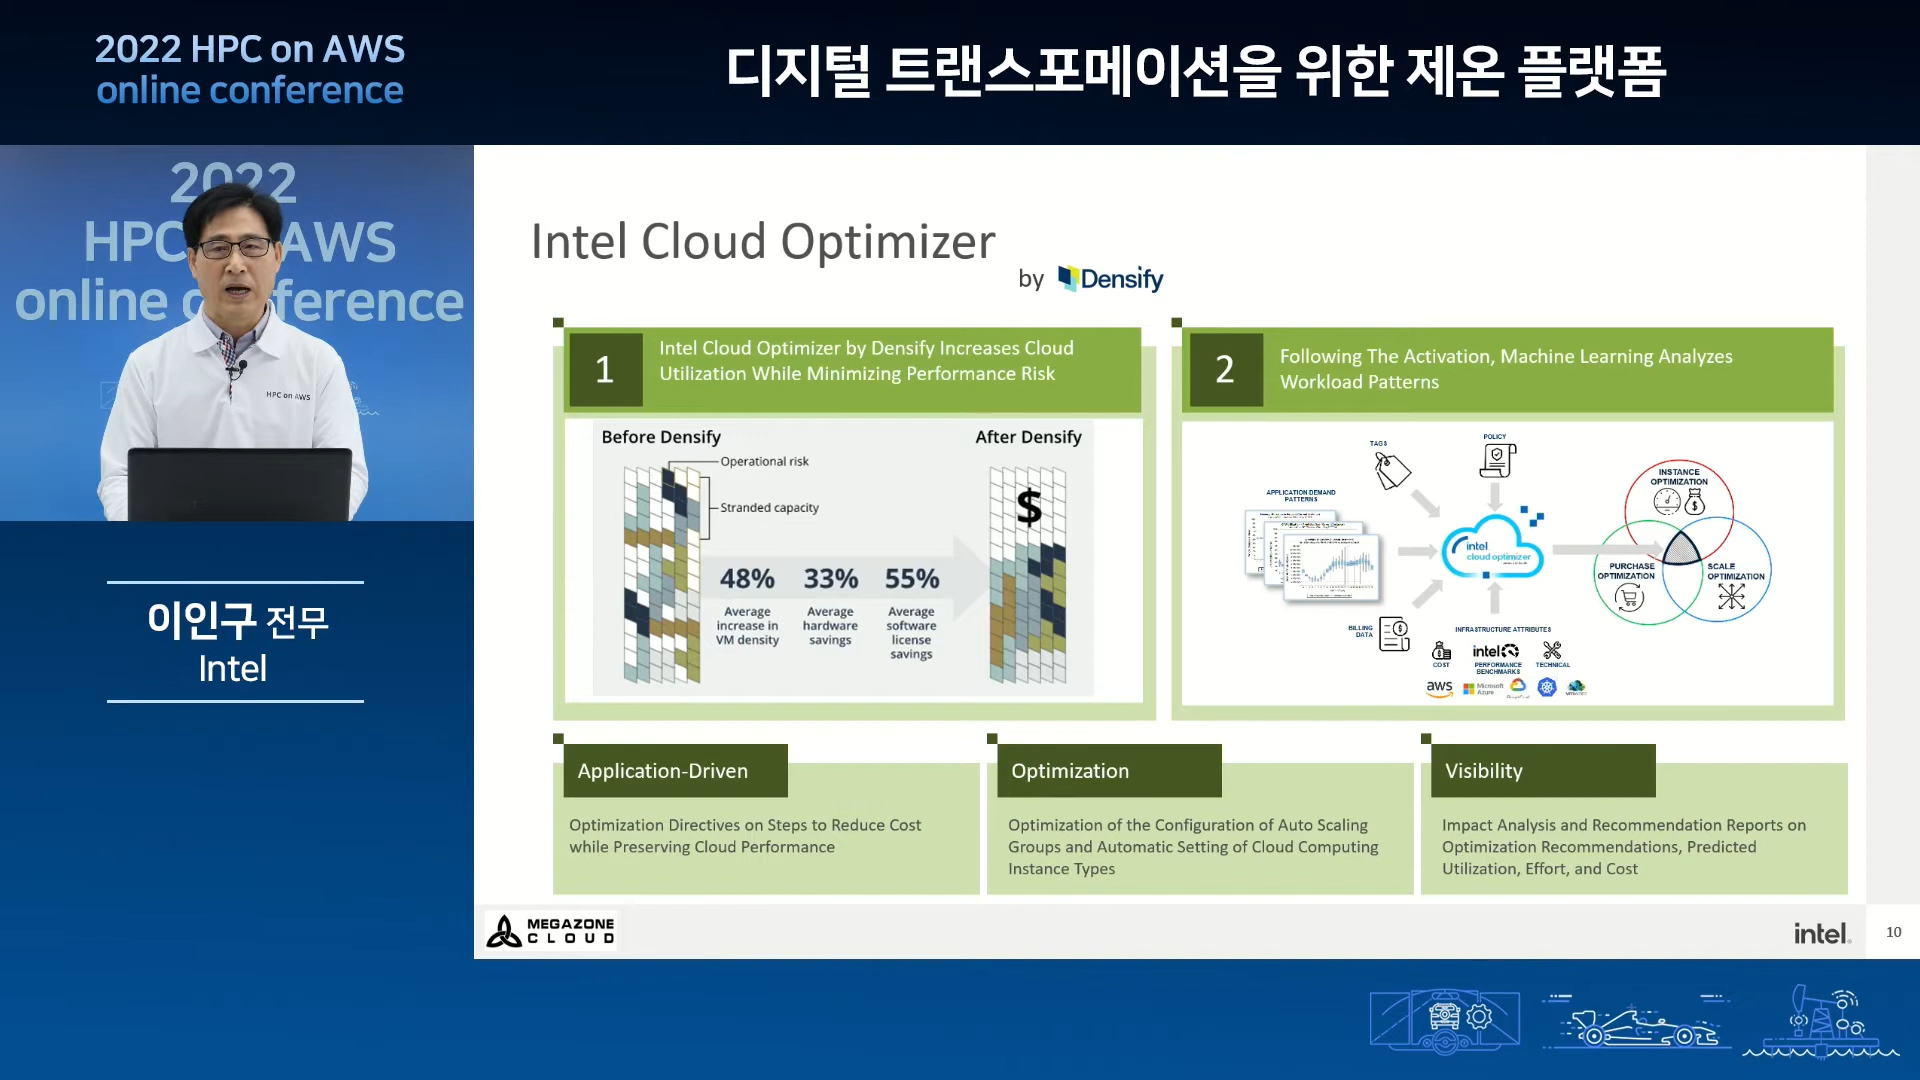 2022 HPC on AWS
online conference
디지털 트랜스포메이션을 위한 제온 플랫폼
2022
HPC AWS
online ference
HPC on AWS
이인구 전무
Intel
Intel Cloud Optimizer
by Densify
1
Intel Cloud Optimizer by Densify Increases Cloud
Utilization While Minimizing Performance Risk
Before Densify
After Densify
Operational risk
Stranded capacity
$
48%
33%
55%
Average
increase in
VM density
Average
hardware
savings
Average
software
license
savings
2
Following The Activation, Machine Learning Analyzes
Workload Patterns
TAGS
POLICY
APPLICATION DEMAND
PATTERNS
intel
cloud optimizer
BILLING
DATA
INFRASTRUCTURE ATTRIBUTES
COST
intel
PERFORMANCE
BENCHMARKS
TECHNICAL
aws
Microsoft
Azure
INSTANCE
OPTIMIZATION
PURCHASE
OPTIMIZATION
SCALE
OPTIMIZATION
Application-Driven
Optimization Directives on Steps to Reduce Cost
while Preserving Cloud Performance
Optimization
Optimization of the Configuration of Auto Scaling
Groups and Automatic Setting of Cloud Computing
Instance Types
Visibility
Impact Analysis and Recommendation Reports on
Optimization Recommendations, Predicted
Utilization, Effort, and Cost
MEGAZONE
CLOUD
intel.
10